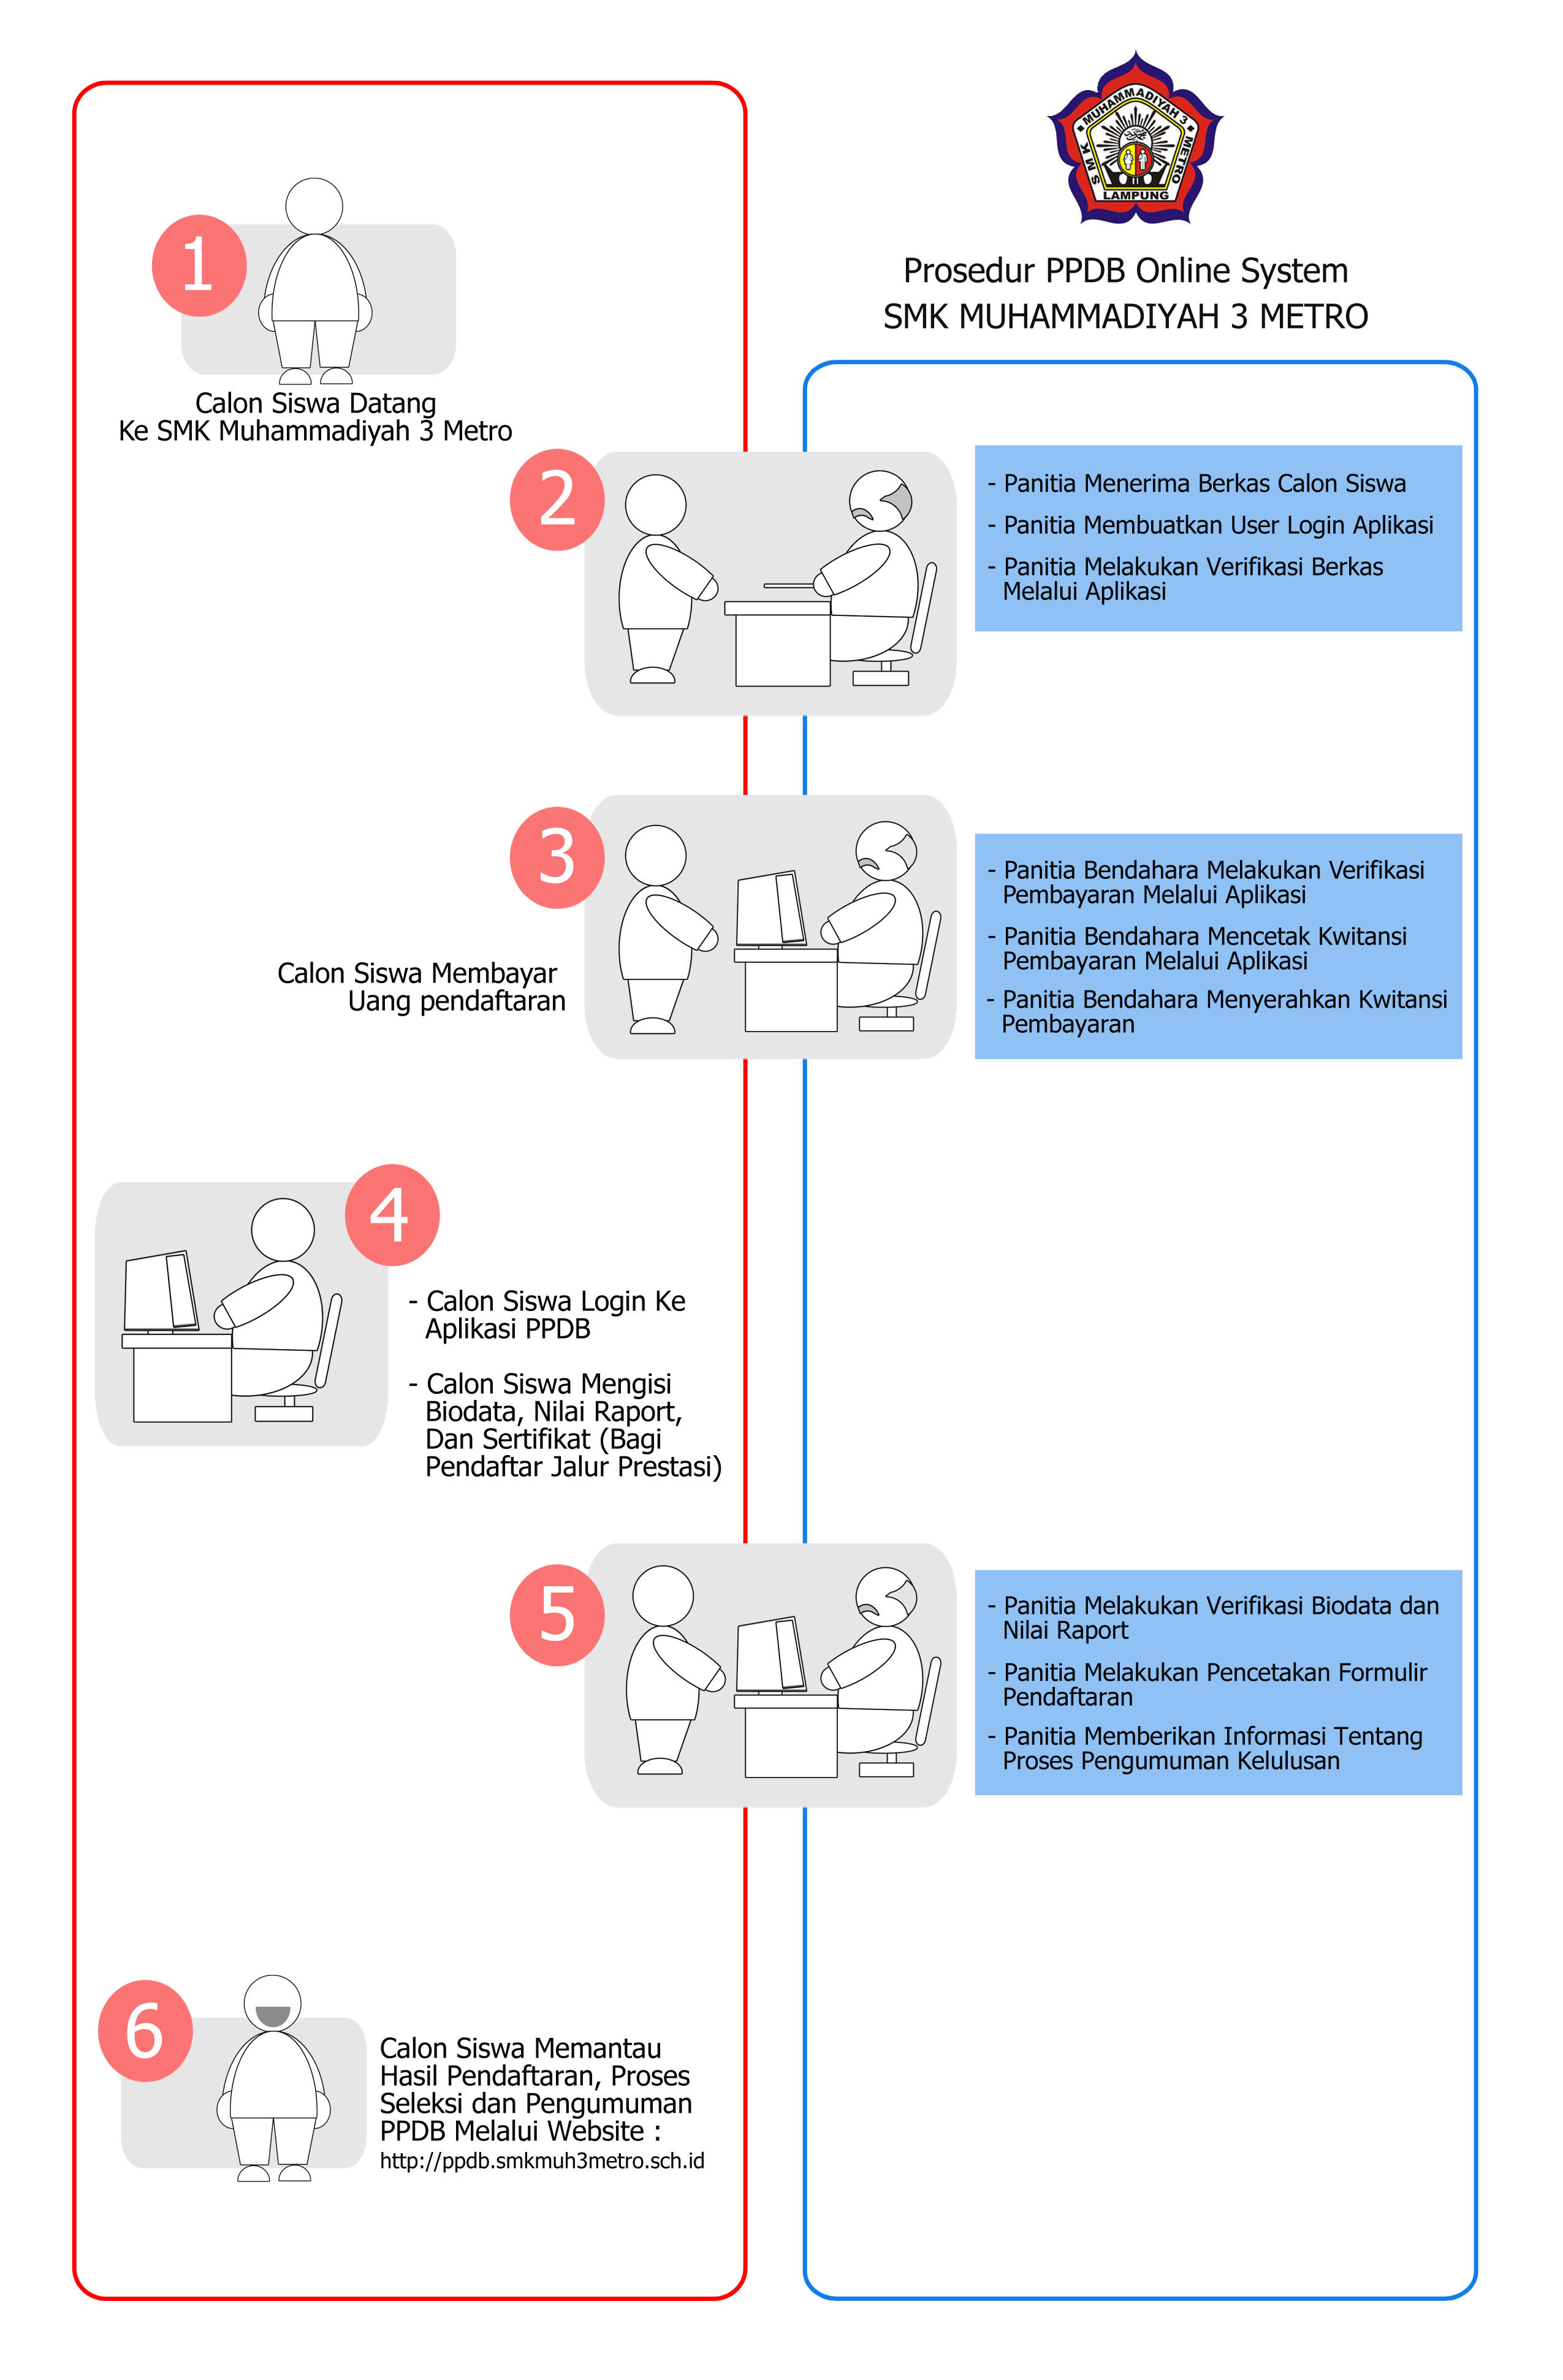 MUHAMMADIYAH 3
SMK
METRO
LAMPUNG
Prosedur PPDB Online System
SMK MUHAMMADIYAH 3 METRO
1
Calon Siswa Datang
Ke SMK Muhammadiyah 3 Metro
2
- Panitia Menerima Berkas Calon Siswa
- Panitia Membuatkan User Login Aplikasi
- Panitia Melakukan Verifikasi Berkas
Melalui Aplikasi
3
Calon Siswa Membayar
Uang pendaftaran
- Panitia Bendahara Melakukan Verifikasi
Pembayaran Melalui Aplikasi
- Panitia Bendahara Mencetak Kwitansi
Pembayaran Melalui Aplikasi
- Panitia Bendahara Menyerahkan Kwitansi
Pembayaran
4
- Calon Siswa Login Ke
Aplikasi PPDB
- Calon Siswa Mengisi
Biodata, Nilai Raport,
Dan Sertifikat (Bagi
Pendaftar Jalur Prestasi)
5
- Panitia Melakukan Verifikasi Biodata dan
Nilai Raport
- Panitia Melakukan Pencetakan Formulir
Pendaftaran
- Panitia Memberikan Informasi Tentang
Proses Pengumuman Kelulusan
6
Calon Siswa Memantau
Hasil Pendaftaran, Proses
Seleksi dan Pengumuman
PPDB Melalui Website :
http://ppdb.smkmuh3metro.sch.id